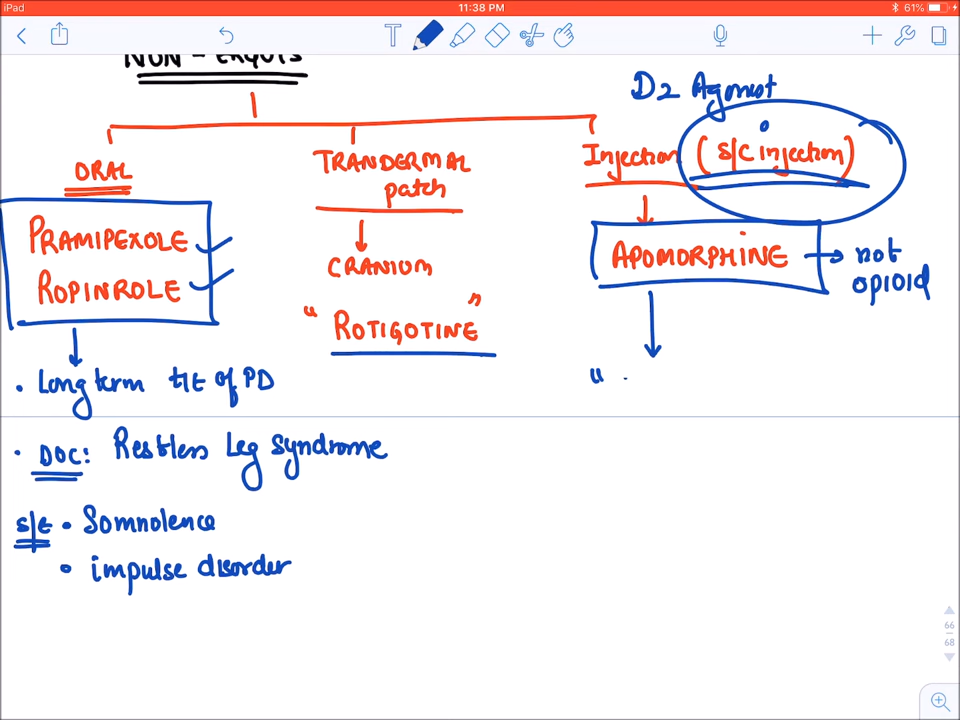 iPad
11:38 PM
61%
T
NON - ERGOTS
D2 Agonist
ORAL
TRANDERMAL
patch
Injection (S/C injection)
PRAMIPEXOLE
ROPINROLE
CRANIUM
"ROTIGOTINE"
APOMORPHINE → not
opioid
"
• Long term ttt of PD
• DOC: Restless Leg Syndrome
S/E • Somnolence
• impulse disorder
66
68